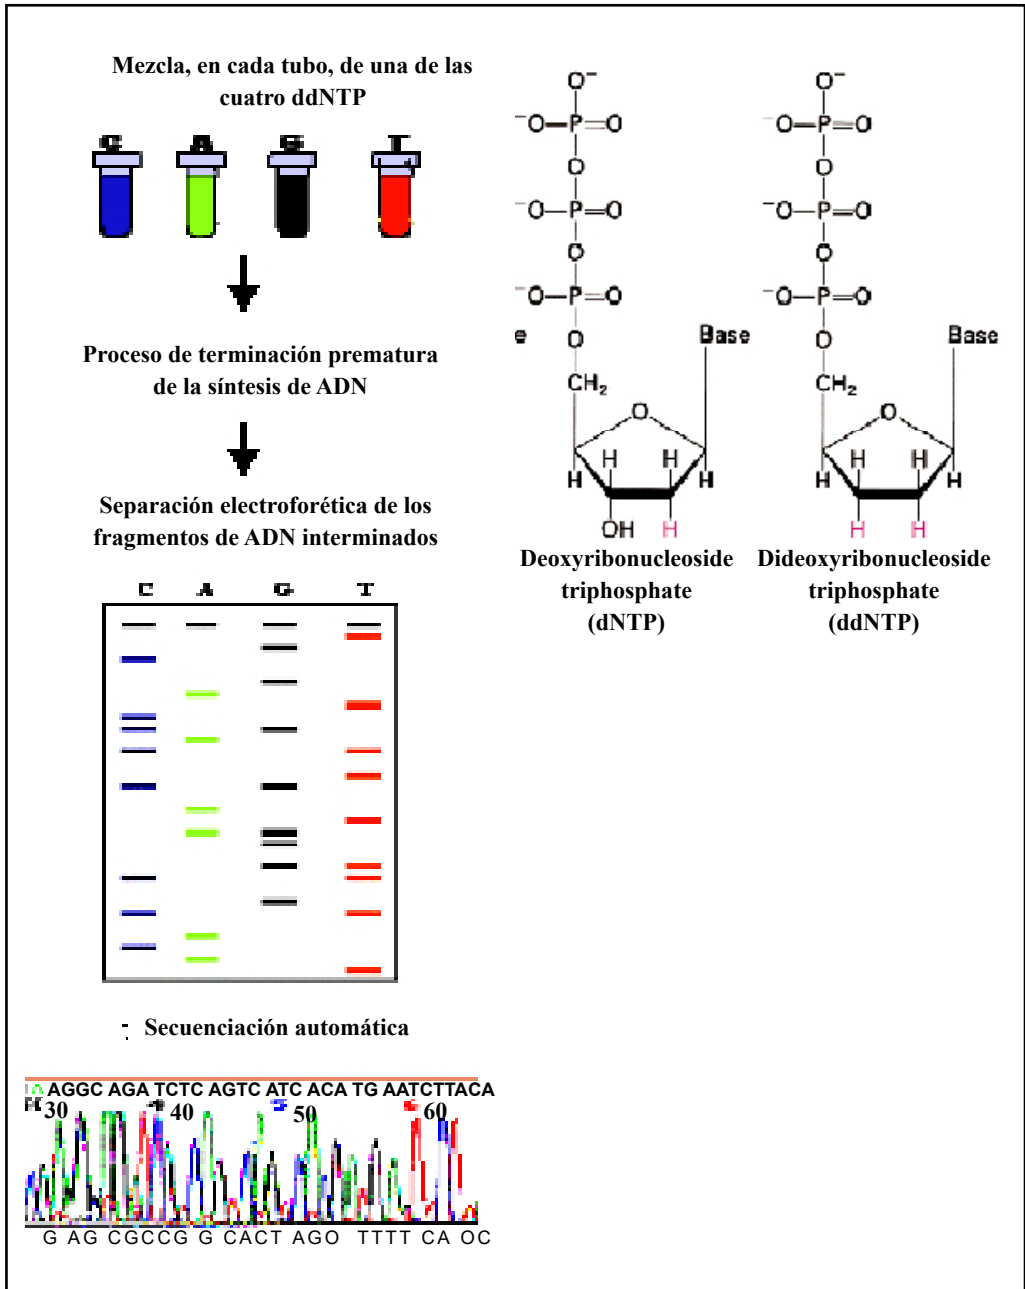 Mezcla, en cada tubo, de una de las
cuatro ddNTP
C A G T
Proceso de terminación prematura
de la síntesis de ADN
Separación electroforética de los
fragmentos de ADN interminados
C A G T
Secuenciación automática
AGGC AGA TCTC AGTC ATC ACA TG AATCTTACA
30 40 50 60
G AG CGCCG G CACT AGO TTTT CA OC
O⁻
⁻O–P=O
O
⁻O–P=O
O
⁻O–P=O
O
CH₂
O
Base
H H H H
OH H
Deoxyribonucleoside
triphosphate
(dNTP)
O⁻
⁻O–P=O
O
⁻O–P=O
O
⁻O–P=O
O
CH₂
O
Base
H H H H
H H
Dideoxyribonucleoside
triphosphate
(ddNTP)